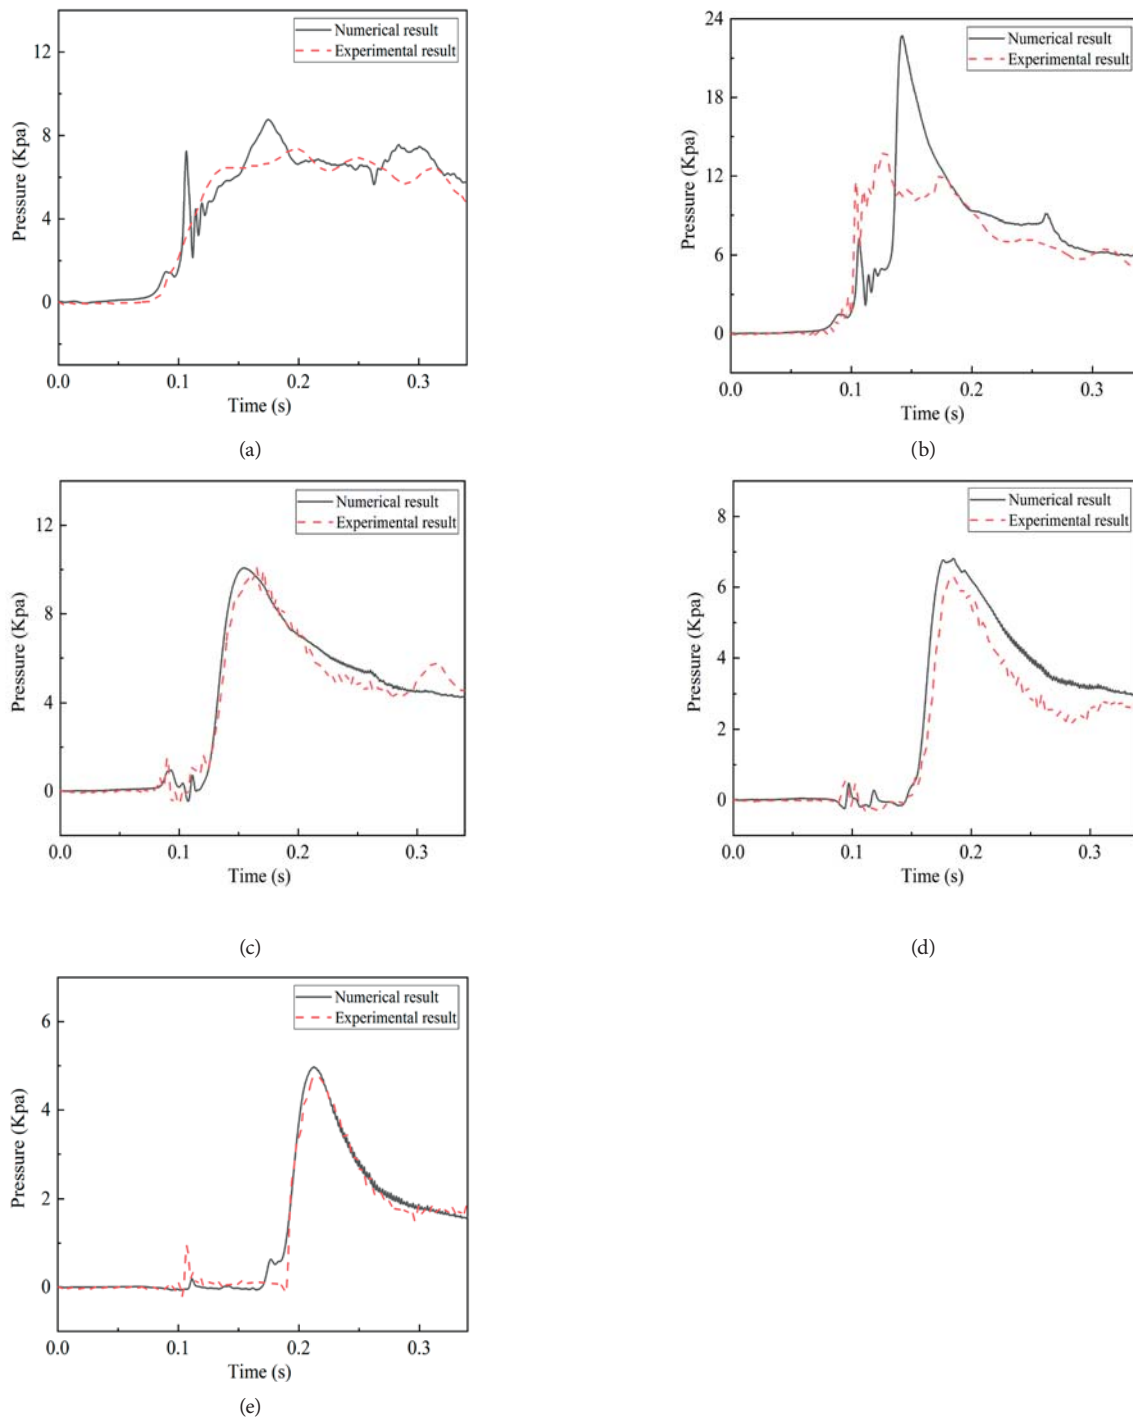 Numerical result
Experimental result
12
8
4
0
Pressure (Kpa)
0.0
0.1
0.2
0.3
Time (s)
(a)
Numerical result
Experimental result
24
18
12
6
0
Pressure (Kpa)
0.0
0.1
0.2
0.3
Time (s)
(b)
Numerical result
Experimental result
12
8
4
0
Pressure (Kpa)
0.0
0.1
0.2
0.3
Time (s)
(c)
Numerical result
Experimental result
8
6
4
2
0
Pressure (Kpa)
0.0
0.1
0.2
0.3
Time (s)
(d)
Numerical result
Experimental result
6
4
2
0
Pressure (Kpa)
0.0
0.1
0.2
0.3
Time (s)
(e)